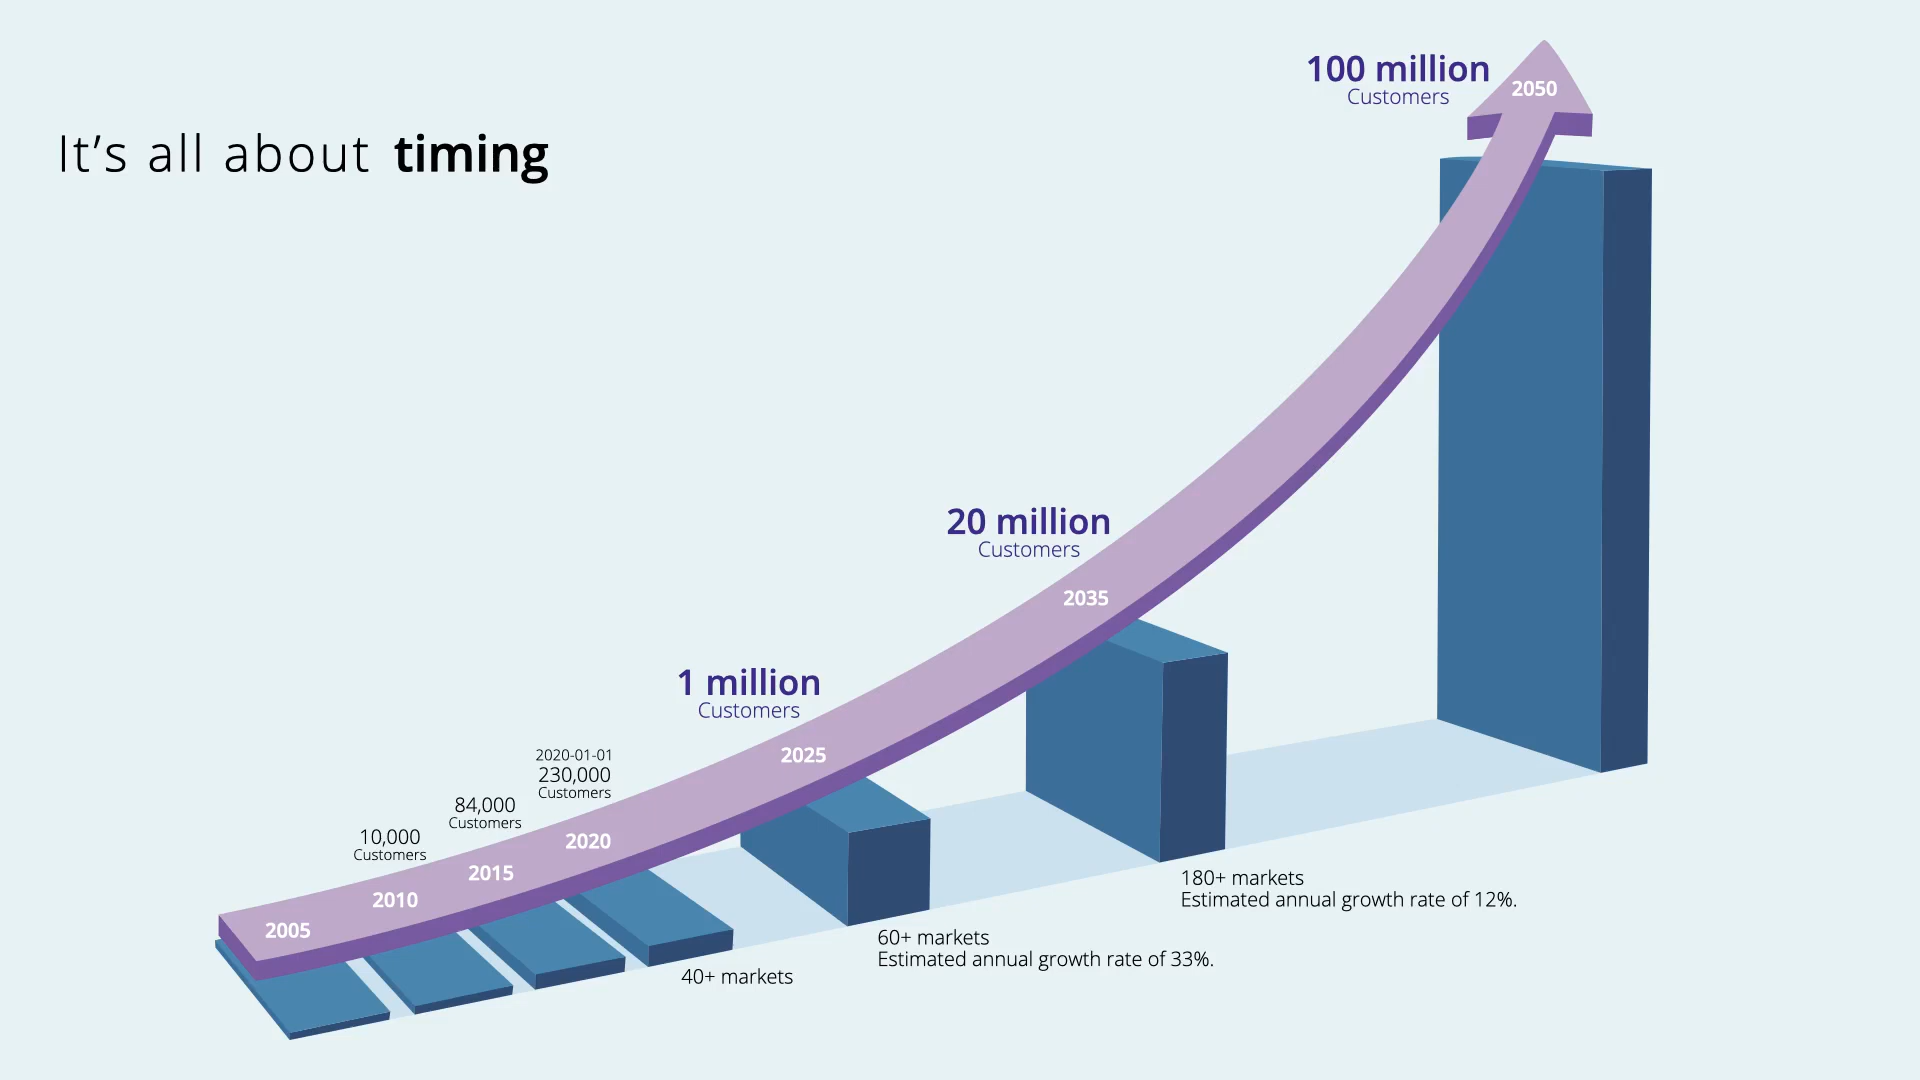 It's all about timing
100 million
Customers
2050
20 million
Customers
2035
1 million
Customers
2025
2020-01-01
230,000
Customers
2020
84,000
Customers
2015
10,000
Customers
2010
2005
180+ markets
Estimated annual growth rate of 12%.
60+ markets
Estimated annual growth rate of 33%.
40+ markets